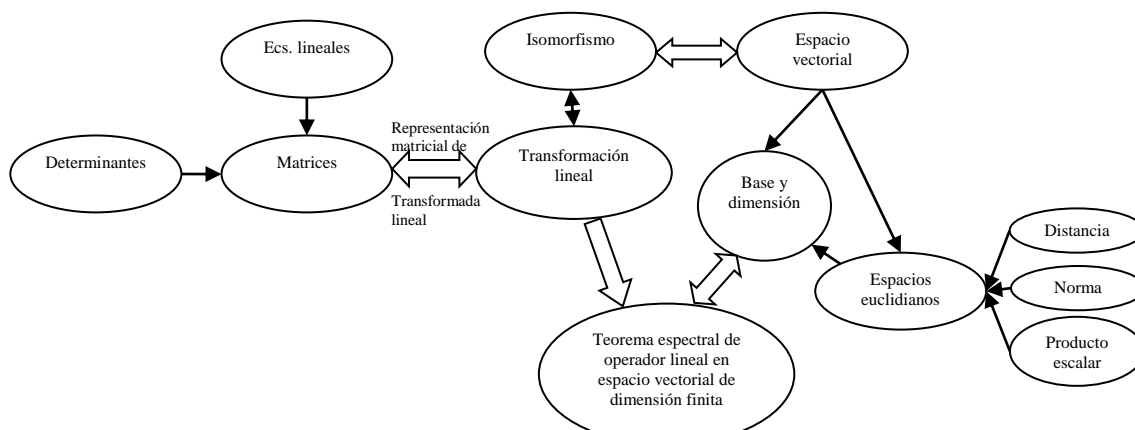 Ecs. lineales
Isomorfismo
Espacio
vectorial
Determinantes
Matrices
Representación
matricial de
Transformada
lineal
Transformación
lineal
Base y
dimensión
Distancia
Espacios
euclidianos
Norma
Producto
escalar
Teorema espectral de
operador lineal en
espacio vectorial de
dimensión finita